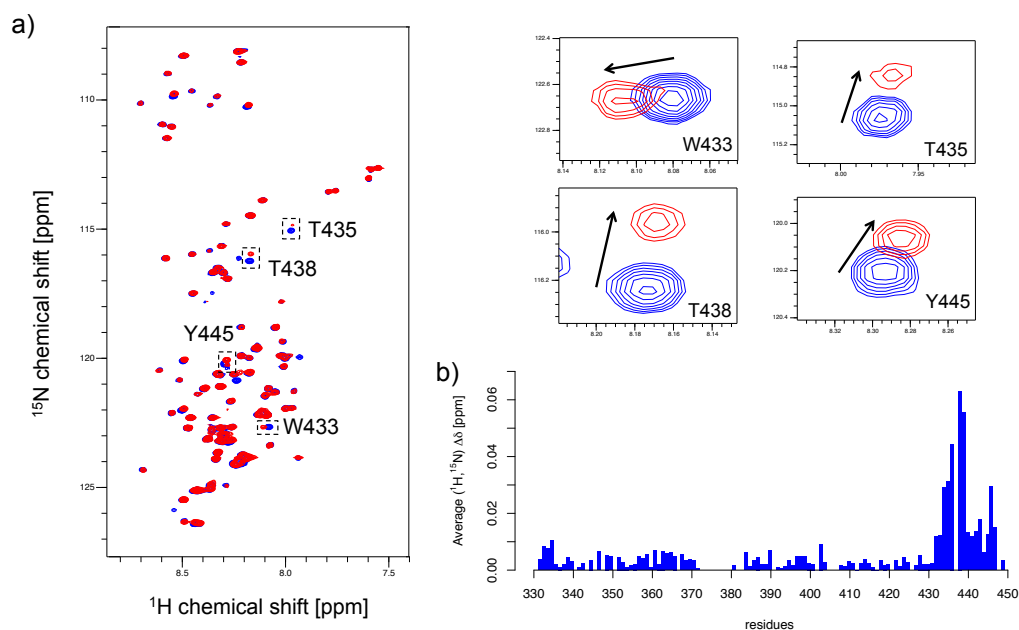 a)
110
115
120
125
8.5
8.0
7.5
¹⁵N chemical shift [ppm]
¹H chemical shift [ppm]
T435
T438
Y445
W433
122.4
122.6
122.8
8.14
8.12
8.10
8.08
8.06
W433
114.8
115.0
115.2
8.00
7.95
T435
116.0
116.2
8.20
8.18
8.16
8.14
T438
120.0
120.2
120.4
8.32
8.30
8.28
8.26
Y445
b)
Average (¹H,¹⁵N) Δδ [ppm]
0.00
0.02
0.04
0.06
330 340 350 360 370 380 390 400 410 420 430 440 450
residues